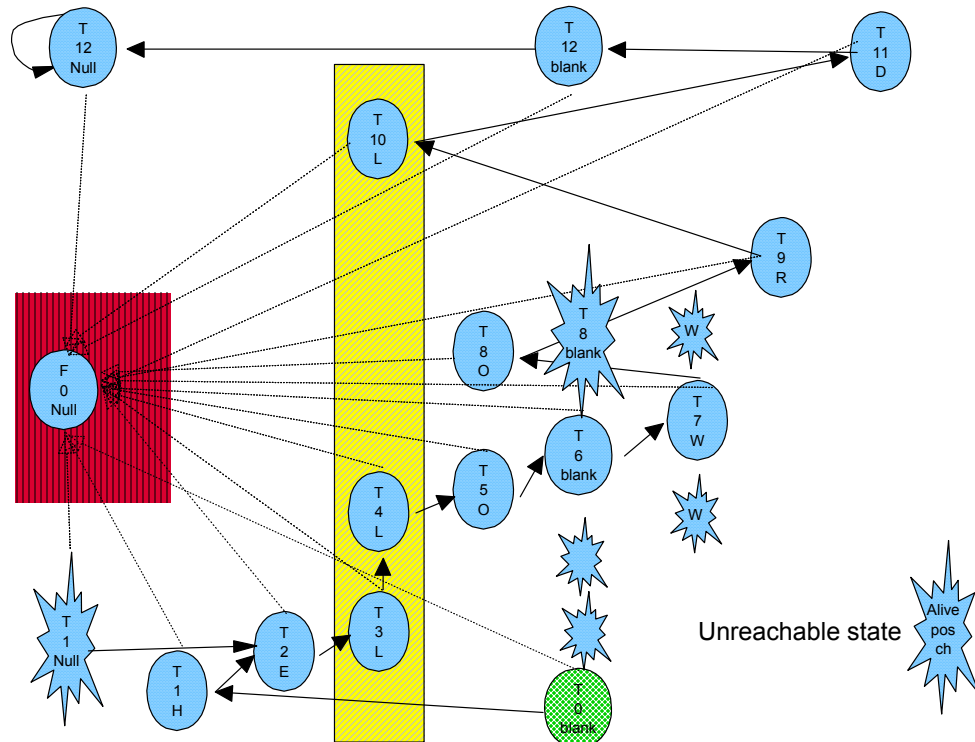 T
12
Null
T
12
blank
T
11
D
T
10
L
T
9
R
T
8
blank
W
T
8
O
F
0
Null
T
7
W
T
6
blank
T
5
O
T
4
L
W
T
1
Null
T
3
L
T
2
E
Unreachable state
Alive
pos
ch
T
1
H
T
0
blank